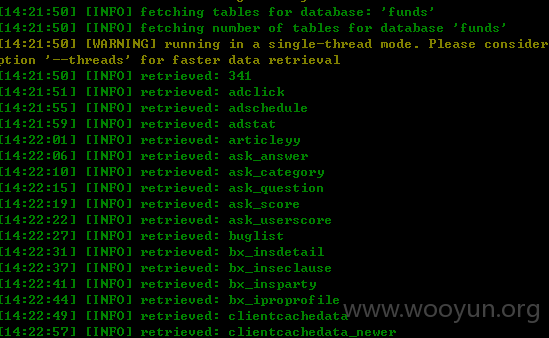 [14:21:50] [INFO] fetching tables for database: 'funds'
[14:21:50] [INFO] fetching number of tables for database 'funds'
[14:21:50] [WARNING] running in a single-thread mode. Please consider
ption '--threads' for faster data retrieval
[14:21:50] [INFO] retrieved: 341
[14:21:51] [INFO] retrieved: adclick
[14:21:55] [INFO] retrieved: adschedule
[14:21:59] [INFO] retrieved: adstat
[14:22:01] [INFO] retrieved: articleyy
[14:22:06] [INFO] retrieved: ask_answer
[14:22:10] [INFO] retrieved: ask_category
[14:22:15] [INFO] retrieved: ask_question
[14:22:19] [INFO] retrieved: ask_score
[14:22:22] [INFO] retrieved: ask_userscore
[14:22:27] [INFO] retrieved: buglist
[14:22:31] [INFO] retrieved: bx_insdetail
[14:22:37] [INFO] retrieved: bx_inseclause
[14:22:41] [INFO] retrieved: bx_insparty
[14:22:44] [INFO] retrieved: bx_iproprofile
[14:22:49] [INFO] retrieved: clientcachedata
[14:22:57] [INFO] retrieved: clientcachedata_newer
www.wooyun.org